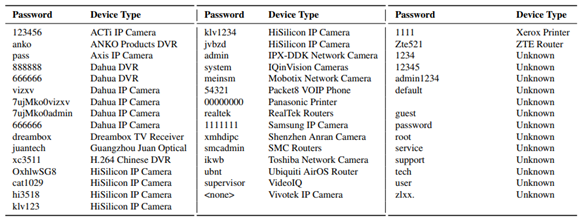 Password Device Type Password Device Type Password Device Type
123456 ACTi IP Camera klv1234 HiSilicon IP Camera 1111 Xerox Printer
anko ANKO Products DVR jvbzd HiSilicon IP Camera Zte521 ZTE Router
pass Axis IP Camera admin IPX-DDK Network Camera 1234 Unknown
888888 Dahua DVR system IQinVision Cameras 12345 Unknown
666666 Dahua DVR meinsm Mobotix Network Camera admin1234 Unknown
vizxv Dahua IP Camera 54321 Packet8 VOIP Phone default Unknown
7ujMko0vizxv Dahua IP Camera 00000000 Panasonic Printer Unknown
7ujMko0admin Dahua IP Camera realtek RealTek Routers Unknown
666666 Dahua IP Camera 1111111 Samsung IP Camera guest Unknown
dreambox Dreambox TV Receiver xmhdipc Shenzhen Anran Camera password Unknown
juantech Guangzhou Juan Optical smcadmin SMC Routers root Unknown
xc3511 H.264 Chinese DVR ikwb Toshiba Network Camera service Unknown
OxhlwSG8 HiSilicon IP Camera ubnt Ubiquiti AirOS Router support Unknown
cat1029 HiSilicon IP Camera supervisor VideoIQ tech Unknown
hi3518 HiSilicon IP Camera <none> Vivotek IP Camera user Unknown
klv123 HiSilicon IP Camera zlxx. Unknown